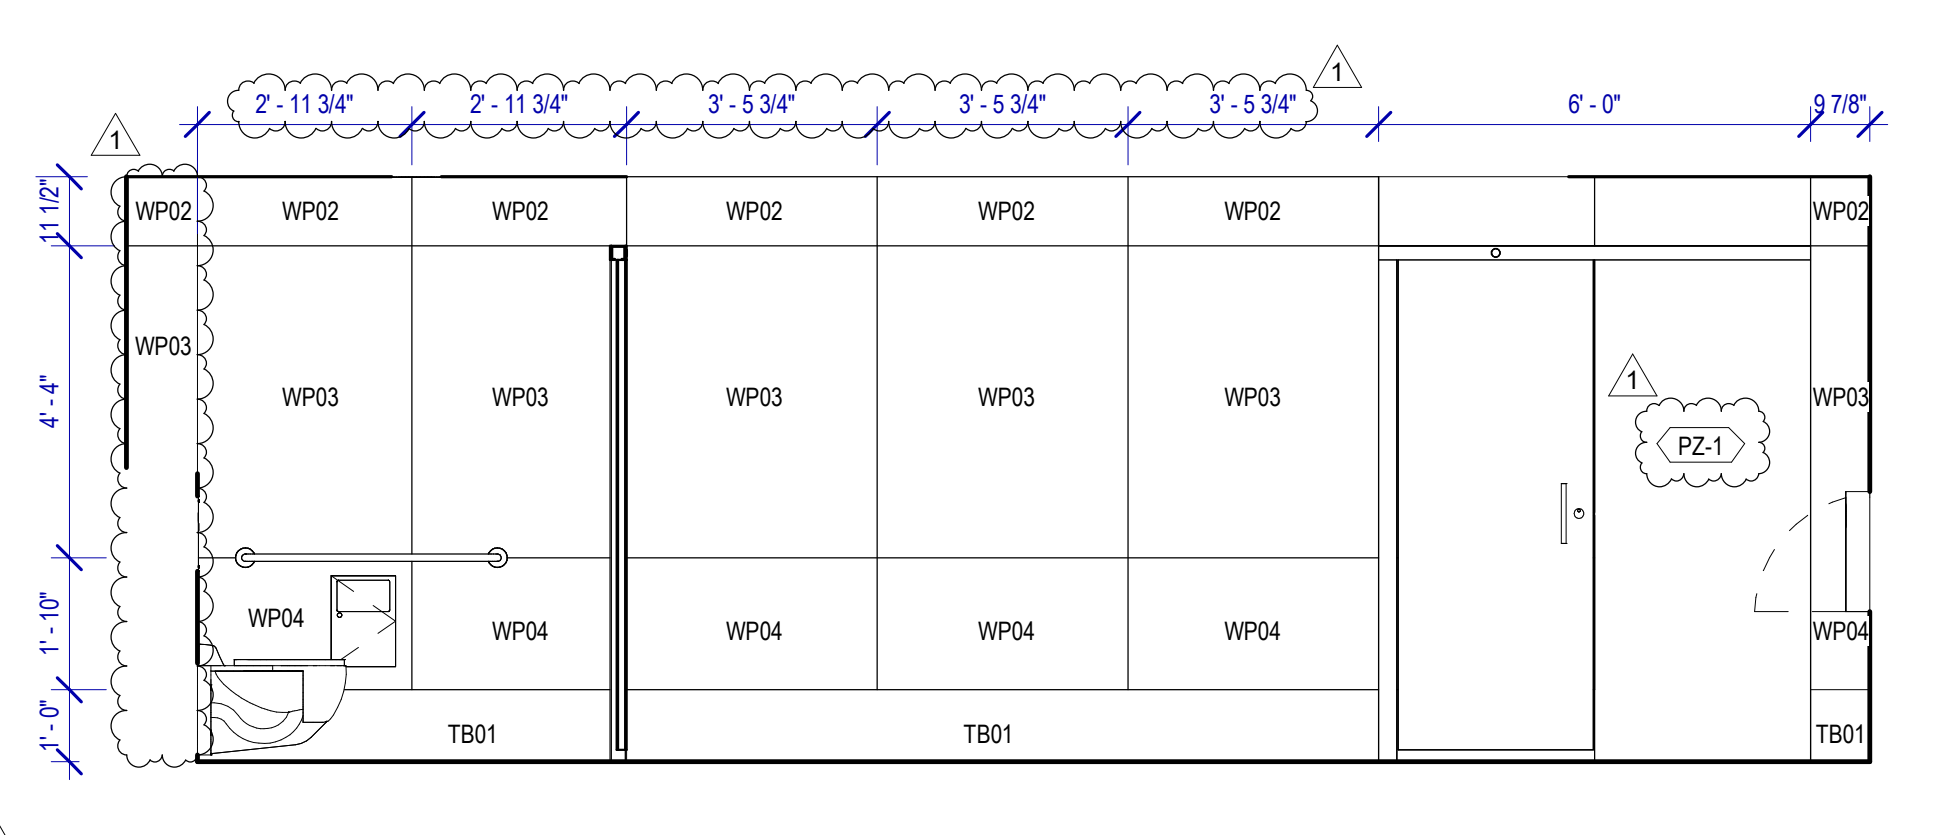 1
2' - 11 3/4" 2' - 11 3/4" 3' - 5 3/4" 3' - 5 3/4" 3' - 5 3/4" 6' - 0" 9 7/8"
1
11 1/2" WP02 WP02 WP02 WP02 WP02 WP02 WP02
WP03
1
4' - 4" WP03 WP03 WP03 WP03 WP03 WP03
PZ-1
1' - 10" WP04 WP04 WP04 WP04 WP04 WP04
1' - 0" TB01 TB01 TB01